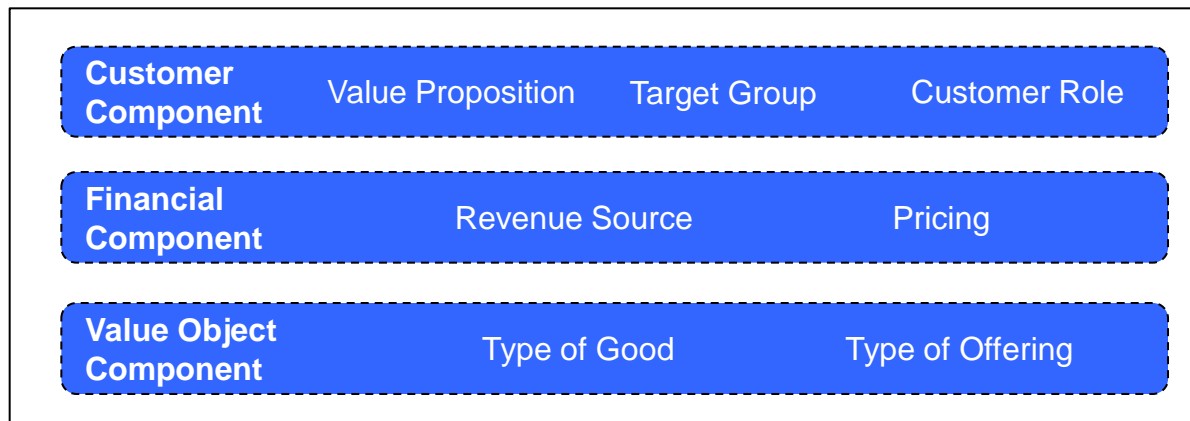 Customer
Component
Value Proposition
Target Group
Customer Role
Financial
Component
Revenue Source
Pricing
Value Object
Component
Type of Good
Type of Offering